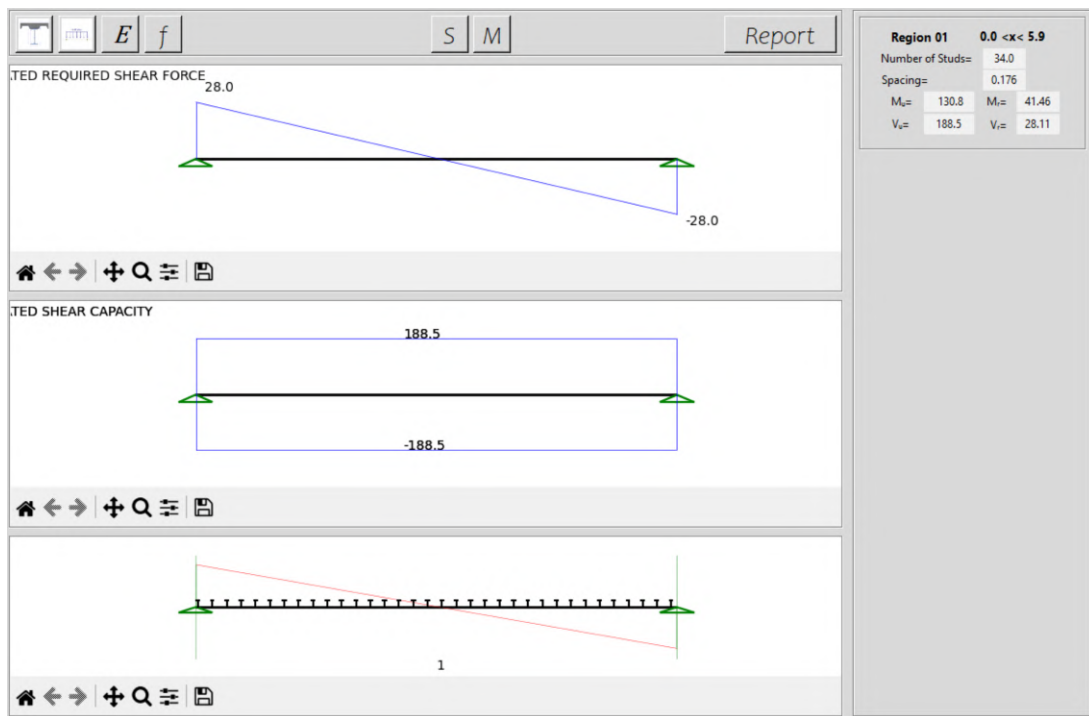 E f S M Report
.TED REQUIRED SHEAR FORCE
28.0
-28.0
ATED SHEAR CAPACITY
188.5
-188.5
1
Region 01 0.0 <x< 5.9
Number of Studs= 34.0
Spacing= 0.176
Mᵤ= 130.8 Mᵣ= 41.46
Vᵤ= 188.5 Vᵣ= 28.11